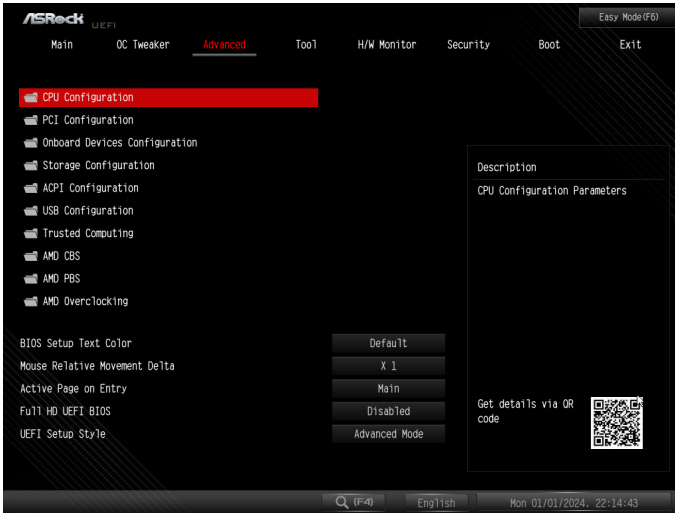 ASRock UEFI
Easy Mode(F6)
Main OC Tweaker Advanced Tool H/W Monitor Security Boot Exit
CPU Configuration
PCI Configuration
Onboard Devices Configuration
Storage Configuration
ACPI Configuration
USB Configuration
Trusted Computing
AMD CBS
AMD PBS
AMD Overclocking
BIOS Setup Text Color Default
Mouse Relative Movement Delta X 1
Active Page on Entry Main
Full HD UEFI BIOS Disabled
UEFI Setup Style Advanced Mode
Description
CPU Configuration Parameters
Get details via QR
code
(F4) English Mon 01/01/2024. 22:14:43